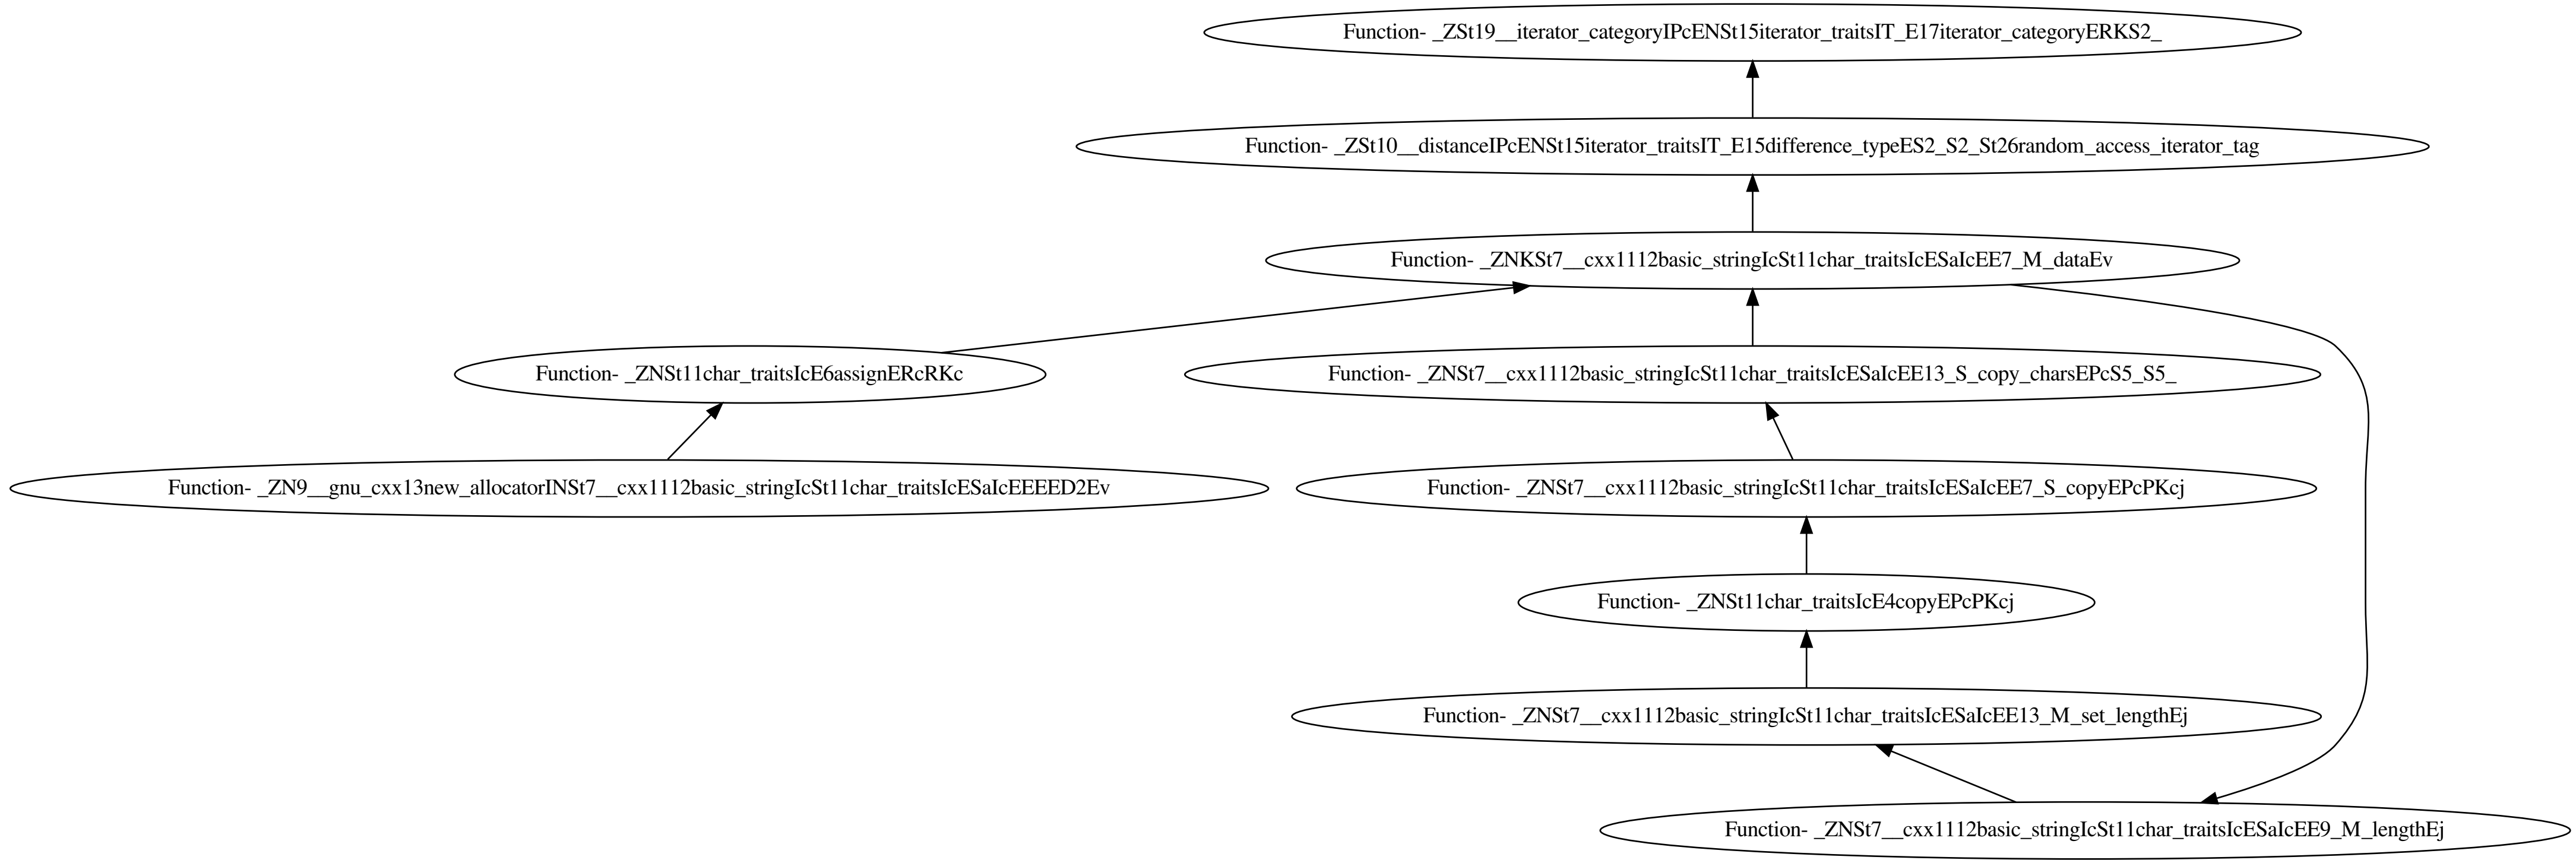 Function- _ZSt19__iterator_categoryIPcENSt15iterator_traitsIT_E17iterator_categoryERKS2_
Function- _ZSt10__distanceIPcENSt15iterator_traitsIT_E15difference_typeES2_S2_St26random_access_iterator_tag
Function- _ZNKSt7__cxx1112basic_stringIcSt11char_traitsIcESaIcEE7_M_dataEv
Function- _ZNSt11char_traitsIcE6assignERcRKc
Function- _ZNSt7__cxx1112basic_stringIcSt11char_traitsIcESaIcEE13_S_copy_charsEPcS5_S5_
Function- _ZN9__gnu_cxx13new_allocatorINSt7__cxx1112basic_stringIcSt11char_traitsIcESaIcEEEED2Ev
Function- _ZNSt7__cxx1112basic_stringIcSt11char_traitsIcESaIcEE7_S_copyEPcPKcj
Function- _ZNSt11char_traitsIcE4copyEPcPKcj
Function- _ZNSt7__cxx1112basic_stringIcSt11char_traitsIcESaIcEE13_M_set_lengthEj
Function- _ZNSt7__cxx1112basic_stringIcSt11char_traitsIcESaIcEE9_M_lengthEj